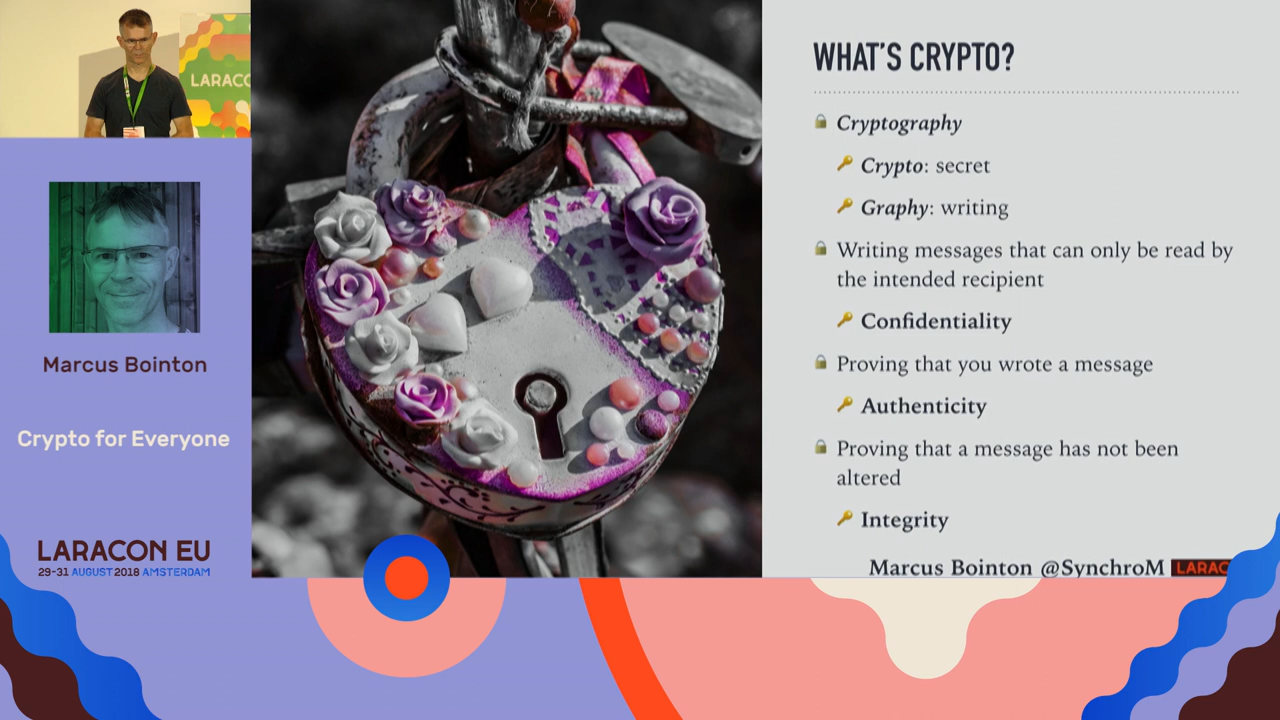 LARACO
Marcus Bointon
Crypto for Everyone
LARACON EU
29-31 AUGUST 2018 AMSTERDAM
WHAT'S CRYPTO?
Cryptography
Crypto: secret
Graphy: writing
Writing messages that can only be read by
the intended recipient
Confidentiality
Proving that you wrote a message
Authenticity
Proving that a message has not been
altered
Integrity
Marcus Bointon @SynchroM LARAC